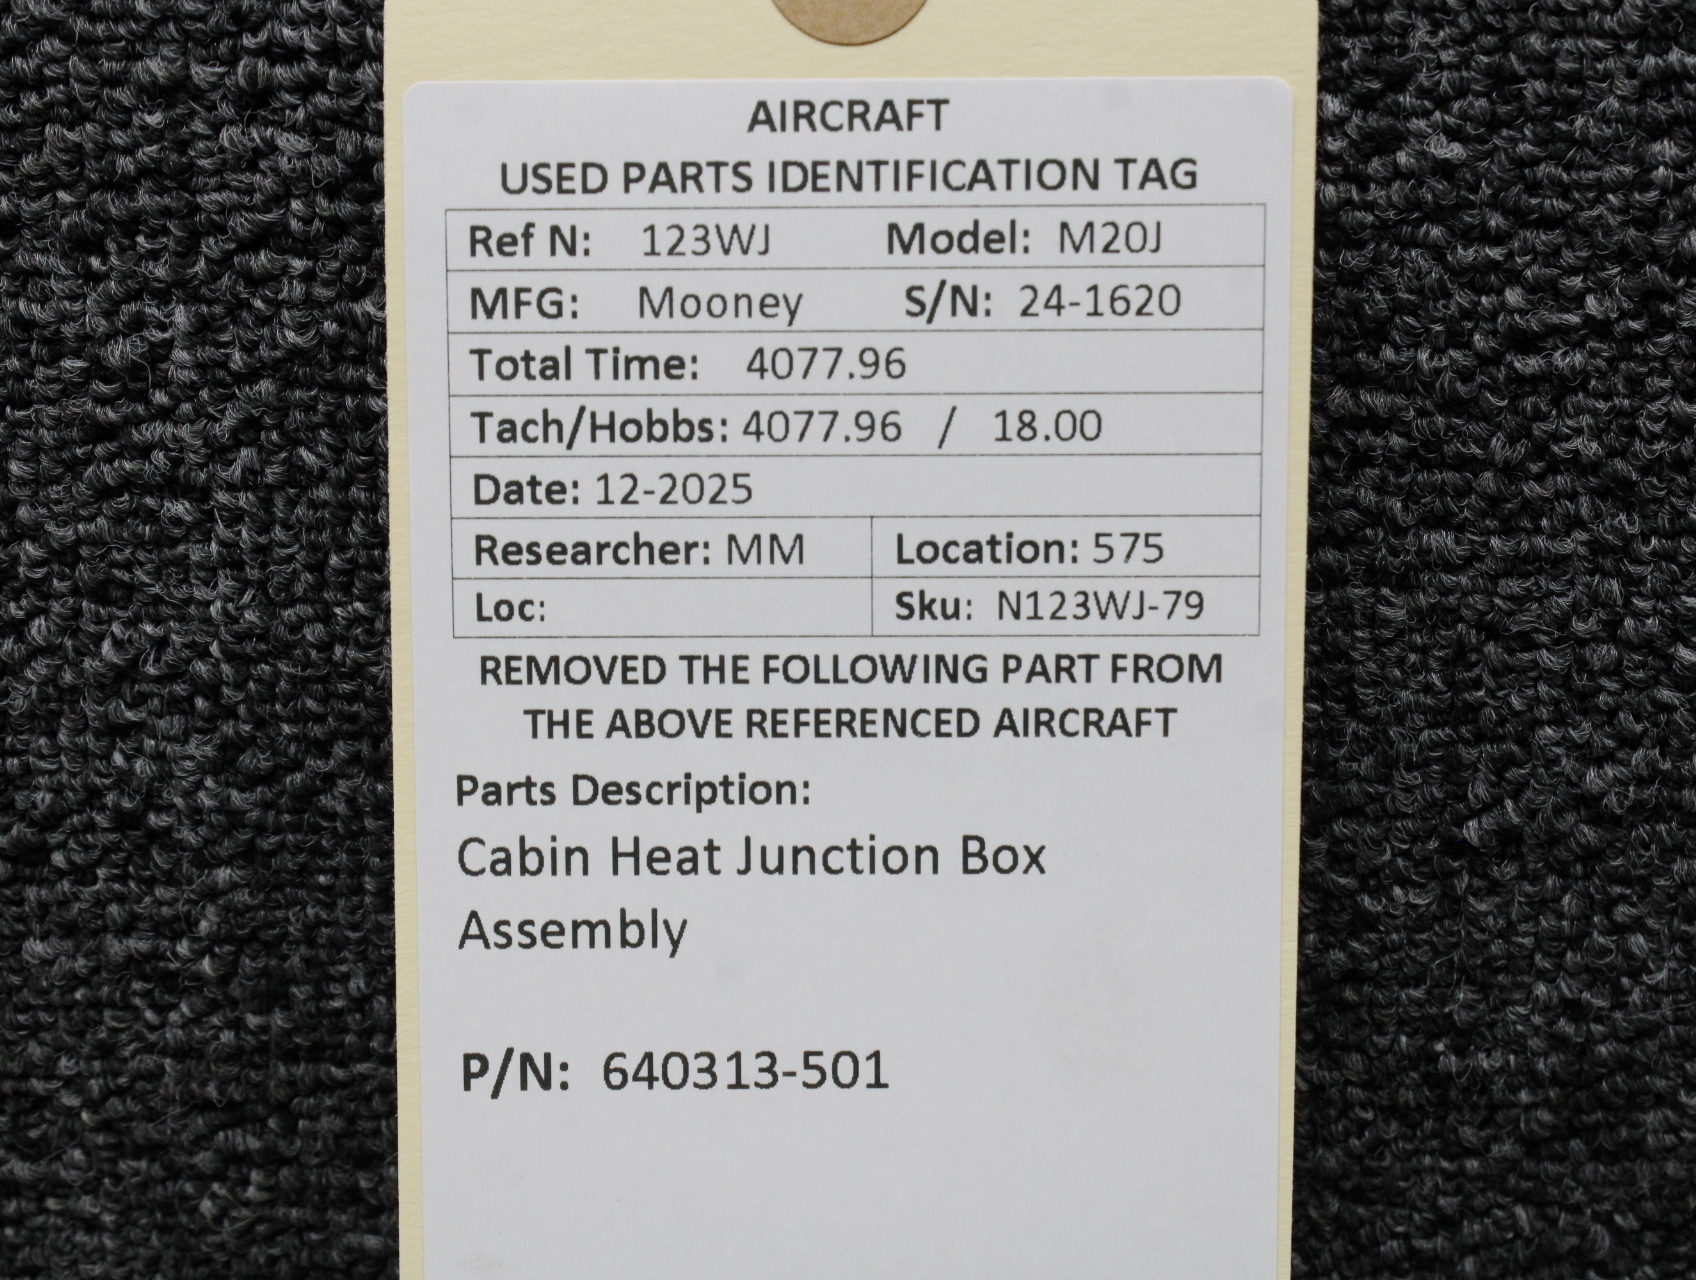 AIRCRAFT
USED PARTS IDENTIFICATION TAG
Ref N: 123WJ Model: M20J
MFG: Mooney S/N: 24-1620
Total Time: 4077.96
Tach/Hobbs: 4077.96 / 18.00
Date: 12-2025
Researcher: MM Location: 575
Loc: Sku: N123WJ-79
REMOVED THE FOLLOWING PART FROM
THE ABOVE REFERENCED AIRCRAFT
Parts Description:
Cabin Heat Junction Box
Assembly
P/N: 640313-501